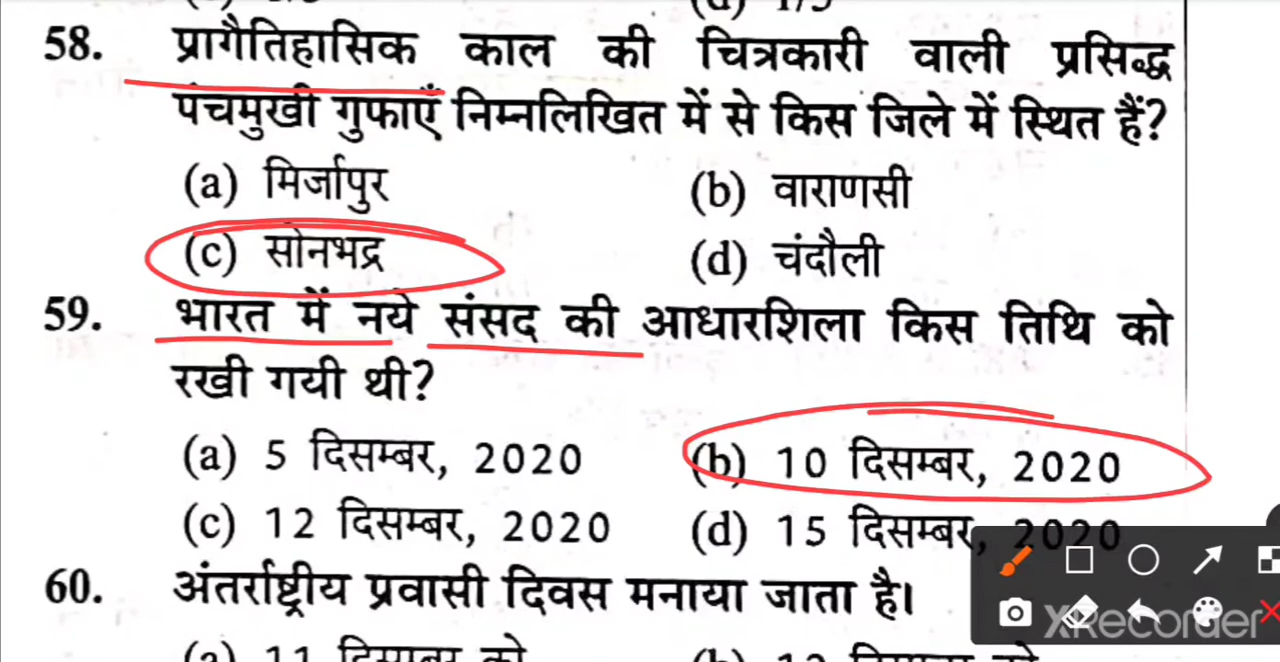 58. प्रागैतिहासिक काल की चित्रकारी वाली प्रसिद्ध
पंचमुखी गुफाएँ निम्नलिखित में से किस जिले में स्थित हैं?
(a) मिर्जापुर (b) वाराणसी
(c) सोनभद्र (d) चंदौली
59. भारत में नये संसद की आधारशिला किस तिथि को
रखी गयी थी?
(a) 5 दिसम्बर, 2020 (b) 10 दिसम्बर, 2020
(c) 12 दिसम्बर, 2020 (d) 15 दिसम्बर, 2020
60. अंतर्राष्ट्रीय प्रवासी दिवस मनाया जाता है।
XRecorder